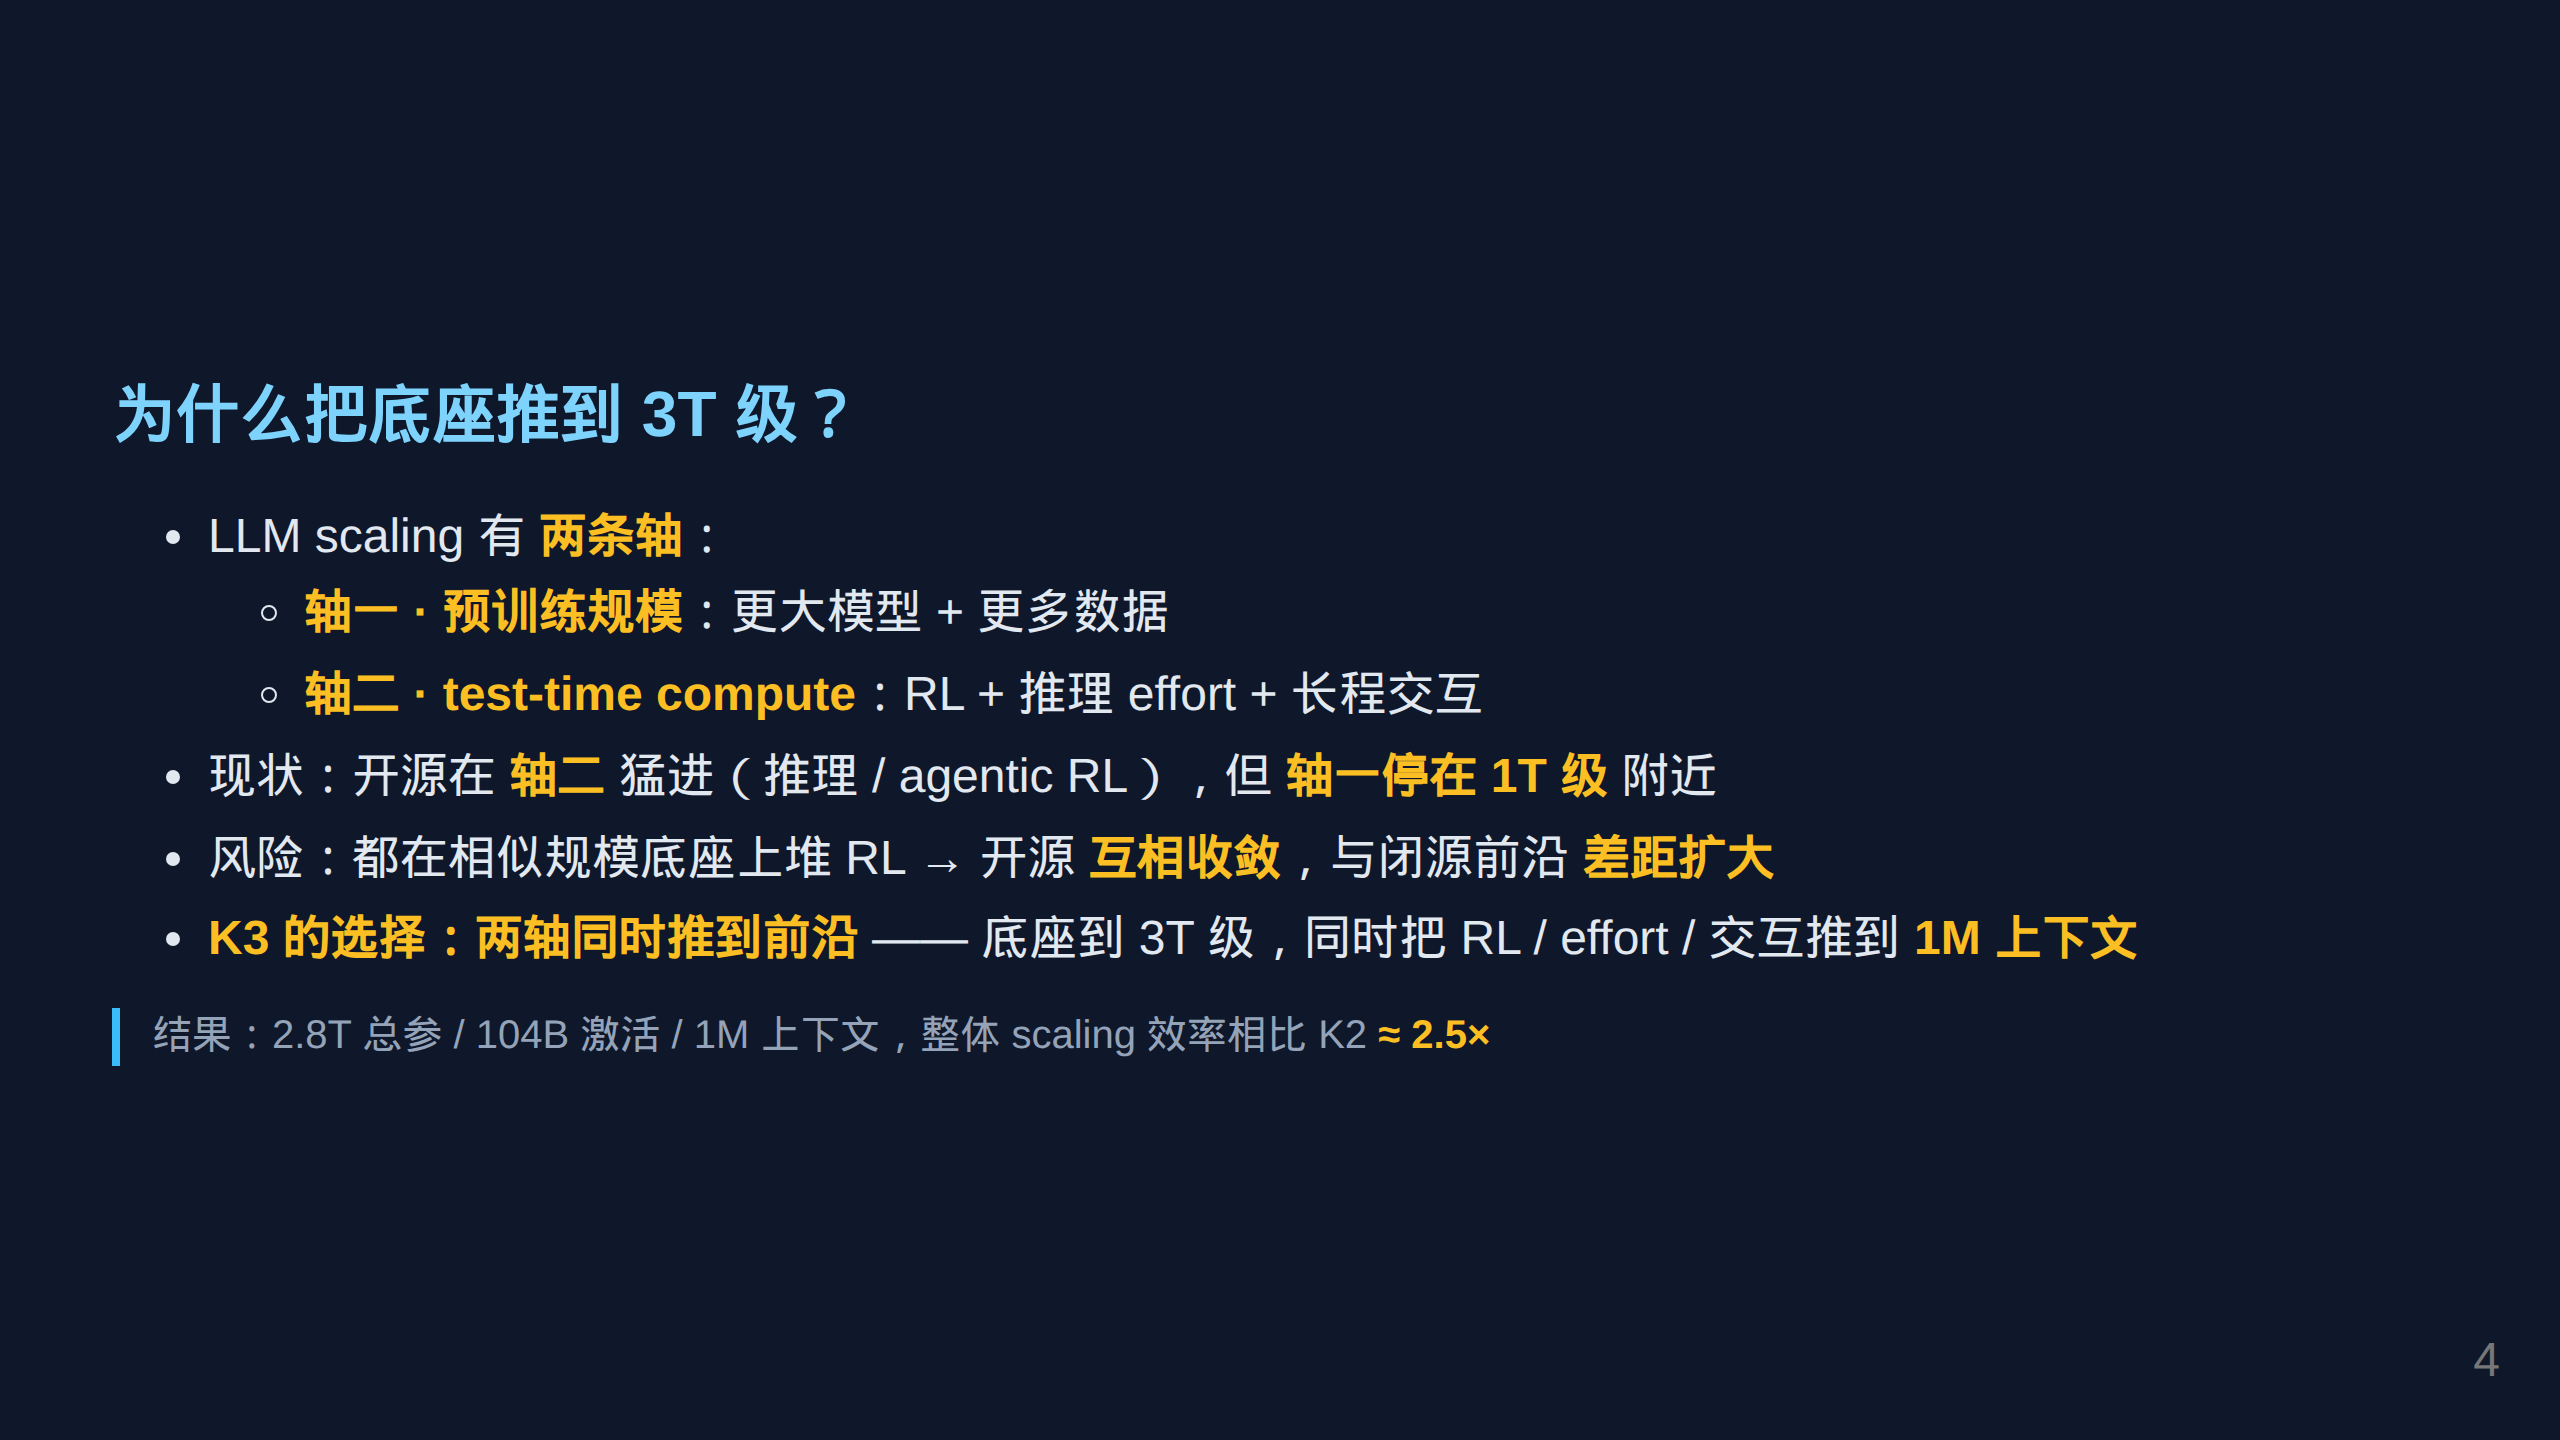 为什么把底座推到 3T 级？
LLM scaling 有 两条轴：
轴一 · 预训练规模：更大模型 + 更多数据
轴二 · test-time compute：RL + 推理 effort + 长程交互
现状：开源在 轴二 猛进（推理 / agentic RL），但 轴一停在 1T 级 附近
风险：都在相似规模底座上堆 RL → 开源 互相收敛，与闭源前沿 差距扩大
K3 的选择：两轴同时推到前沿 —— 底座到 3T 级，同时把 RL / effort / 交互推到 1M 上下文
结果：2.8T 总参 / 104B 激活 / 1M 上下文，整体 scaling 效率相比 K2 ≈ 2.5×
4